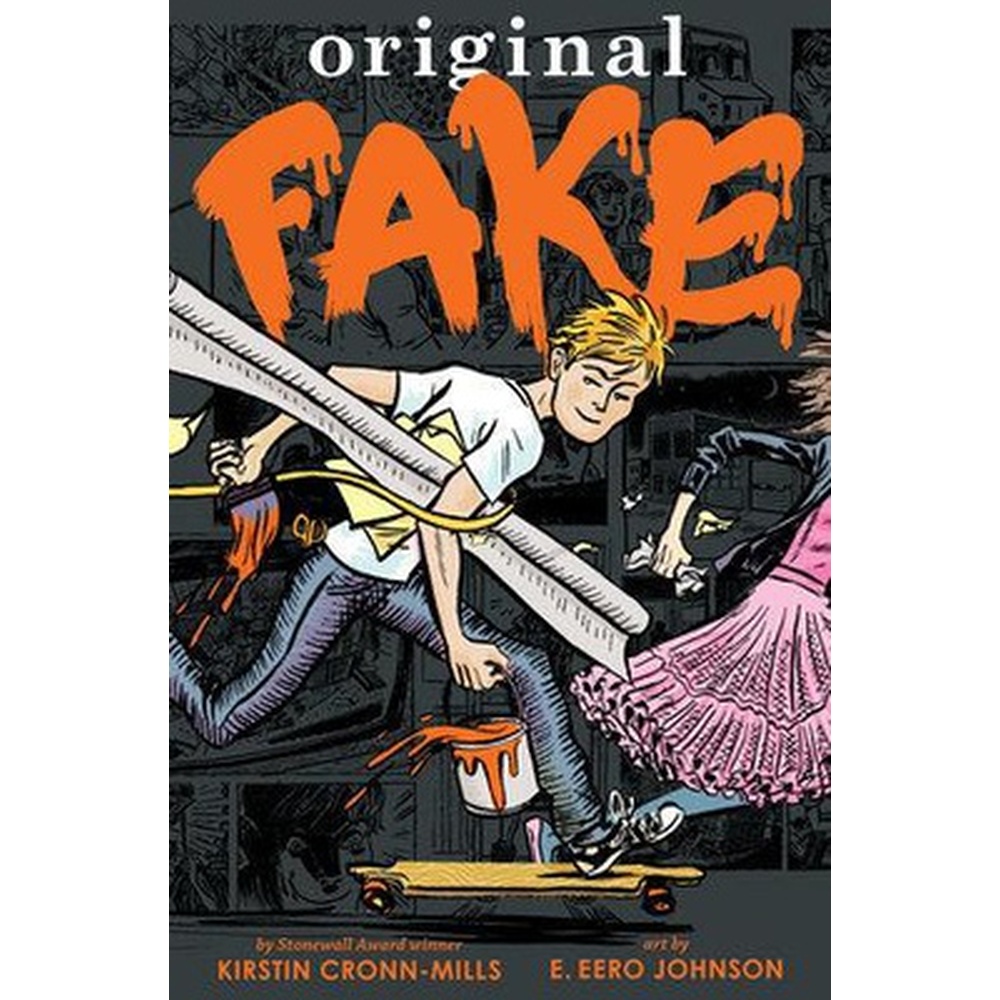 original
FAKE
by Stonewall Award winner
KIRSTIN CRONN-MILLS
art by
E. EERO JOHNSON